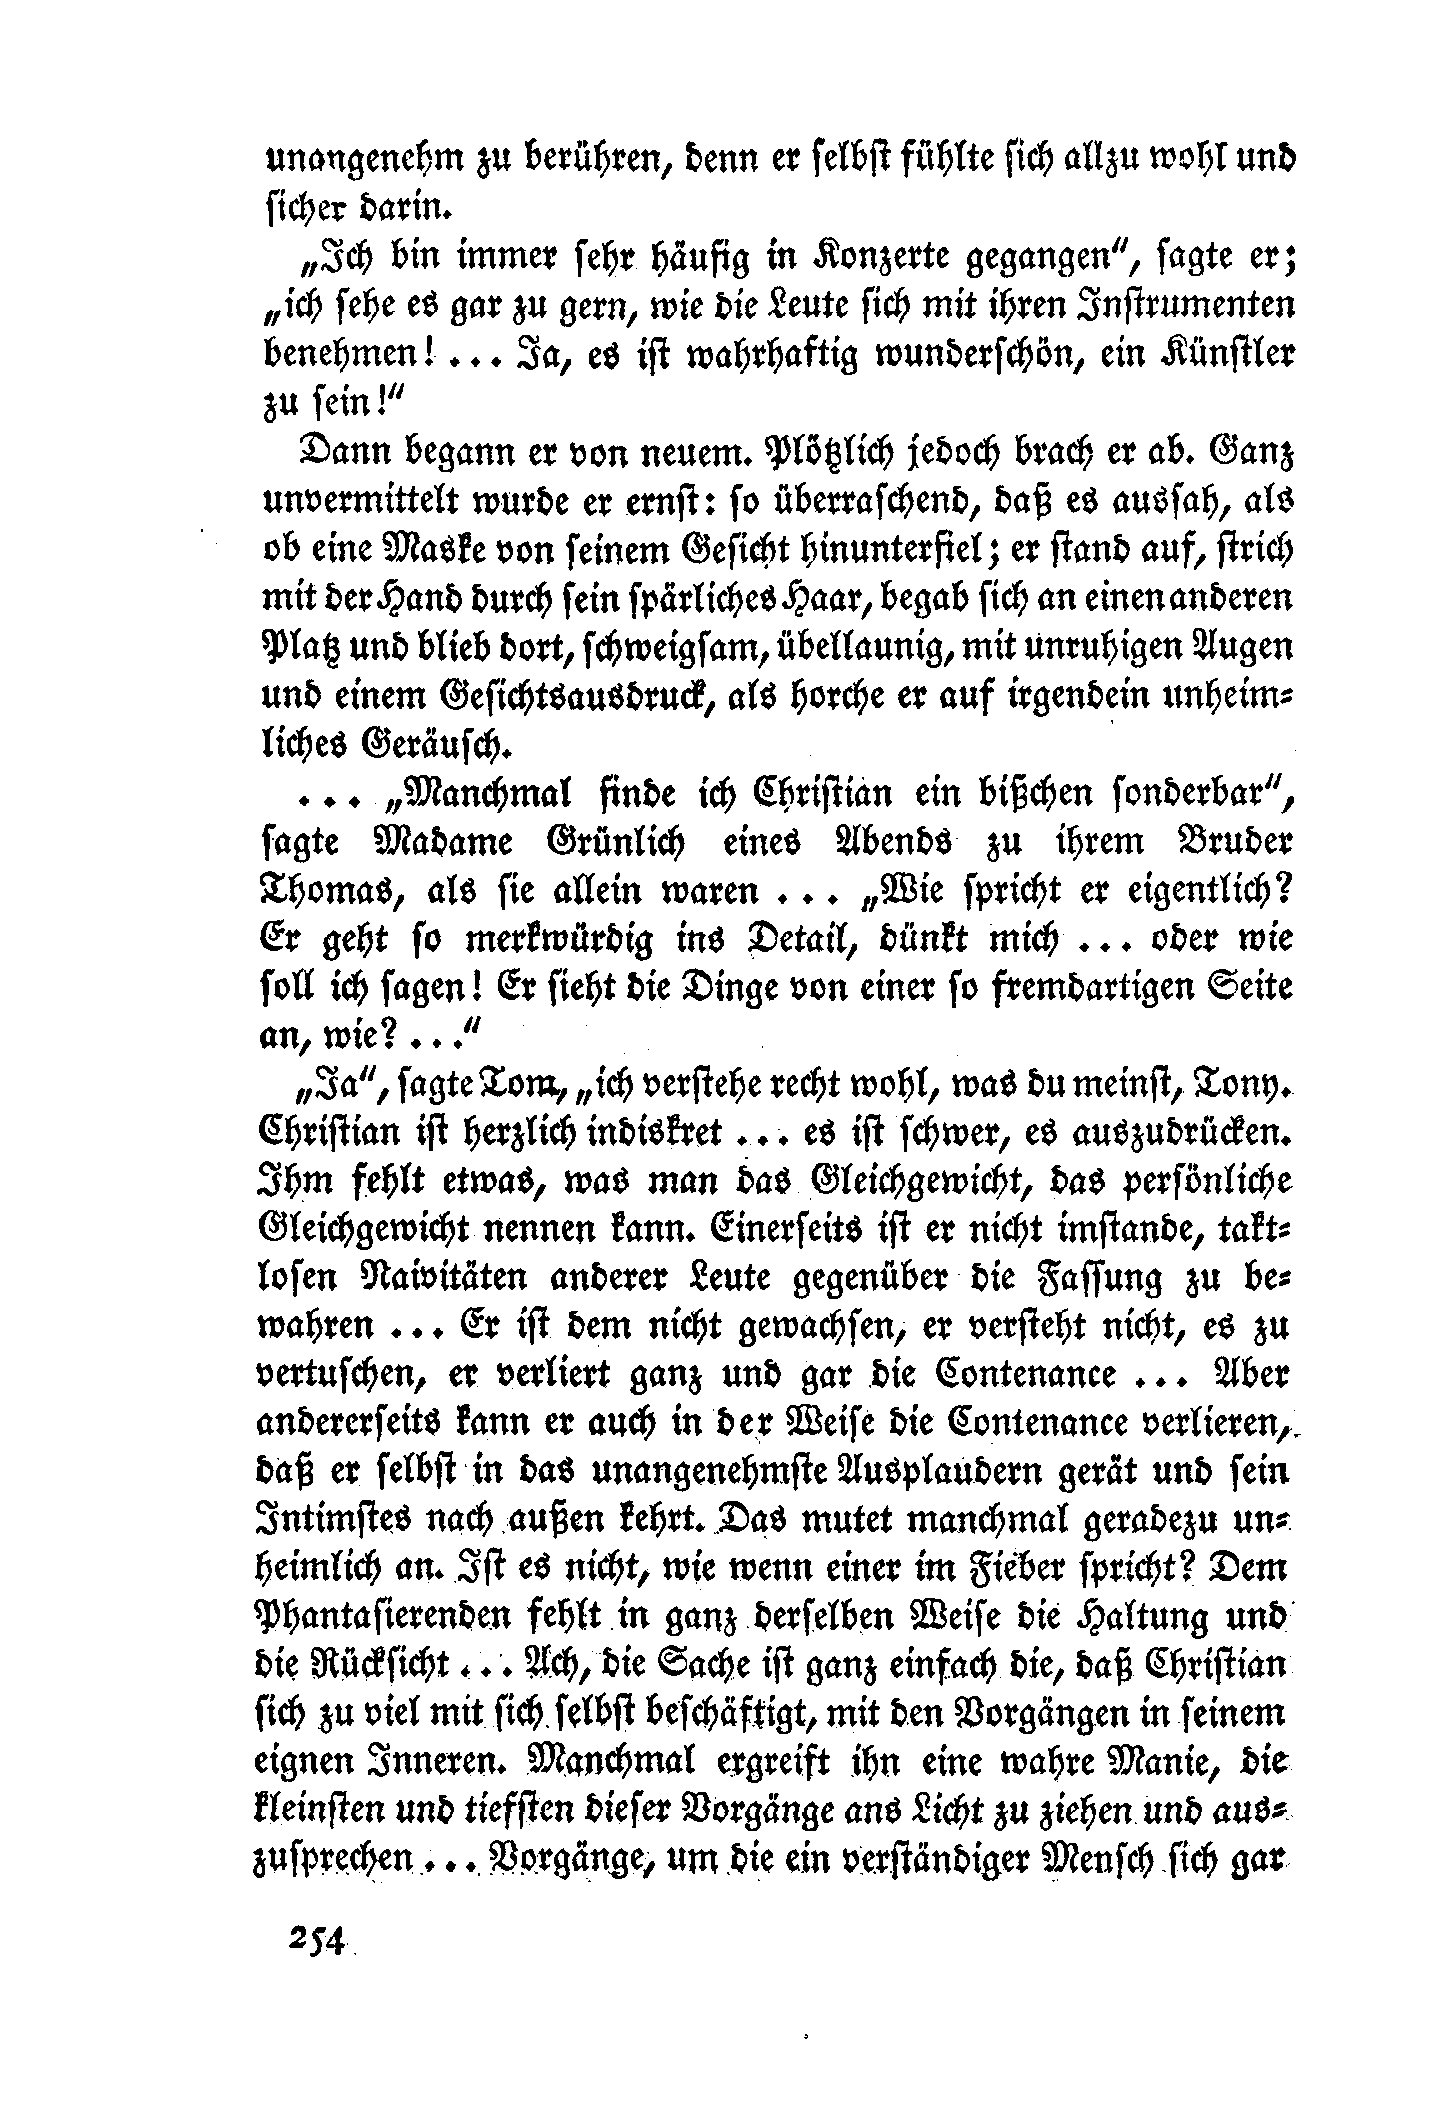 unangenehm zu berühren, denn er selbst fühlte sich allzu wohl und
sicher darin.
„Ich bin immer sehr häufig in Konzerte gegangen“, sagte er;
„ich sehe es gar zu gern, wie die Leute sich mit ihren Instrumenten
benehmen! ... Ja, es ist wahrhaftig wunderschön, ein Künstler
zu sein!“
Dann begann er von neuem. Plötzlich jedoch brach er ab. Ganz
unvermittelt wurde er ernst: so überraschend, daß es aussah, als
ob eine Maske von seinem Gesicht hinunterfiel; er stand auf, strich
mit der Hand durch sein spärliches Haar, begab sich an einen anderen
Platz und blieb dort, schweigsam, übellaunig, mit unruhigen Augen
und einem Gesichtsausdruck, als horche er auf irgendein unheim-
liches Geräusch.
... „Manchmal finde ich Christian ein bißchen sonderbar“,
sagte Madame Grünlich eines Abends zu ihrem Bruder
Thomas, als sie allein waren ... „Wie spricht er eigentlich?
Er geht so merkwürdig ins Detail, dünkt mich ... oder wie
soll ich sagen! Er sieht die Dinge von einer so fremdartigen Seite
an, wie? ...“
„Ja“, sagte Tom, „ich verstehe recht wohl, was du meinst, Tony.
Christian ist herzlich indiskret ... es ist schwer, es auszudrücken.
Ihm fehlt etwas, was man das Gleichgewicht, das persönliche
Gleichgewicht nennen kann. Einerseits ist er nicht imstande, takt-
losen Naivitäten anderer Leute gegenüber die Fassung zu be-
wahren ... Er ist dem nicht gewachsen, er versteht nicht, es zu
vertuschen, er verliert ganz und gar die Contenance ... Aber
andererseits kann er auch in der Weise die Contenance verlieren,
daß er selbst in das unangenehmste Ausplaudern gerät und sein
Intimstes nach außen kehrt. Das mutet manchmal geradezu un-
heimlich an. Ist es nicht, wie wenn einer im Fieber spricht? Dem
Phantasierenden fehlt in ganz derselben Weise die Haltung und
die Rücksicht ... Ach, die Sache ist ganz einfach die, daß Christian
sich zu viel mit sich selbst beschäftigt, mit den Vorgängen in seinem
eignen Inneren. Manchmal ergreift ihn eine wahre Manie, die
kleinsten und tiefsten dieser Vorgänge ans Licht zu ziehen und aus-
zusprechen ... Vorgänge, um die ein verständiger Mensch sich gar
254